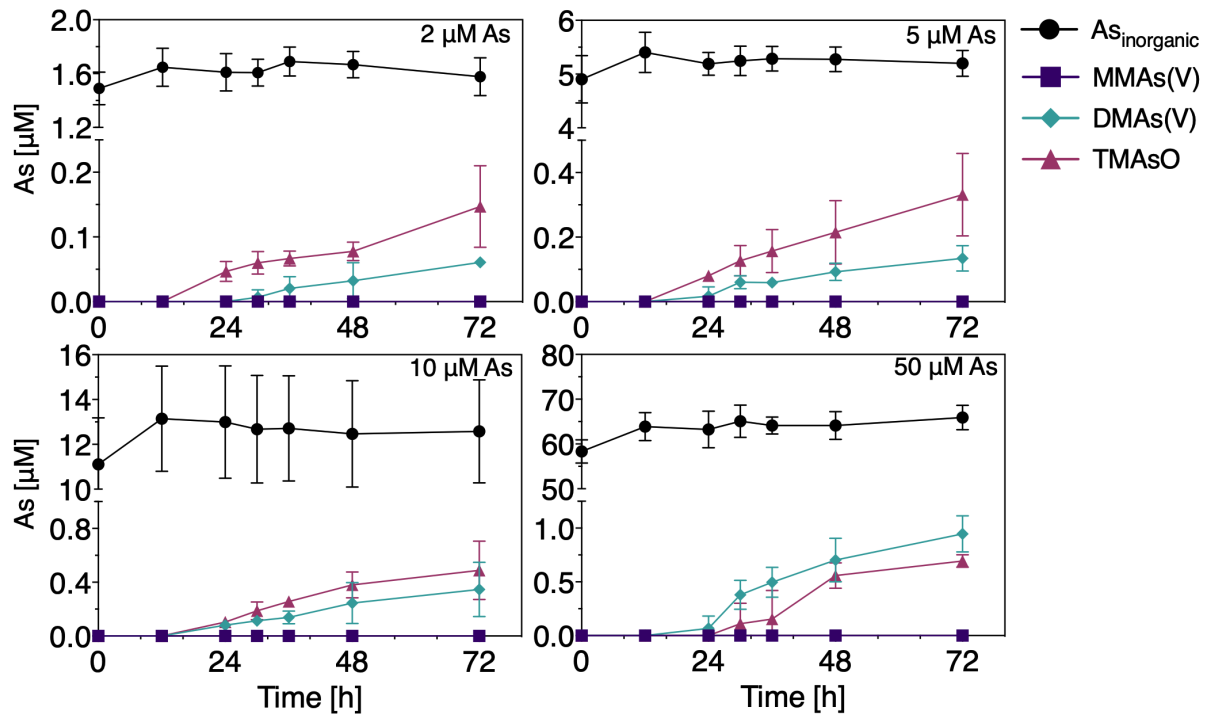 2.0
1.6
1.2
0.2
0.1
0.0
As [µM]
2 µM As
0 24 48 72
6
5
4
0.4
0.2
0.0
5 µM As
0 24 48 72
As_inorganic
MMAs(V)
DMAs(V)
TMAsO
16
14
12
10
0.8
0.4
0.0
As [µM]
10 µM As
0 24 48 72
Time [h]
80
70
60
50
1.0
0.5
0.0
50 µM As
0 24 48 72
Time [h]